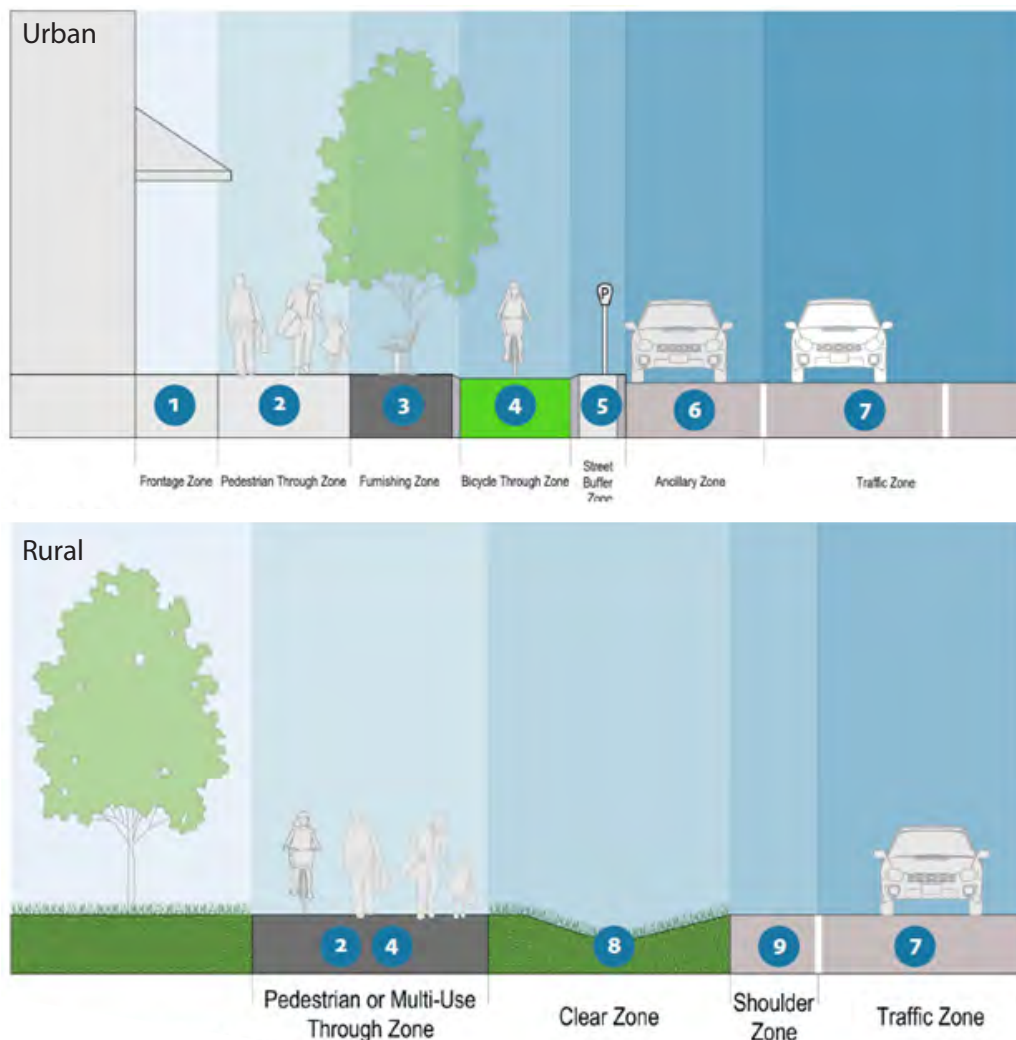 Urban
P
1 2 3 4 5 6 7
Frontage Zone Pedestrian Through Zone Furnishing Zone Bicycle Through Zone Street Buffer Zone Ancillary Zone Traffic Zone
Rural
2 4 8 9 7
Pedestrian or Multi-Use
Through Zone
Clear Zone
Shoulder
Zone
Traffic Zone